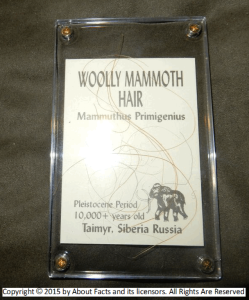 WOOLLY MAMMOTH
HAIR
Mammuthus Primigenius
Pleistocene Period
10,000+ years old
Taimyr, Siberia Russia
Copyright © 2015 by About Facts and its licensors. All Rights Are Reserved